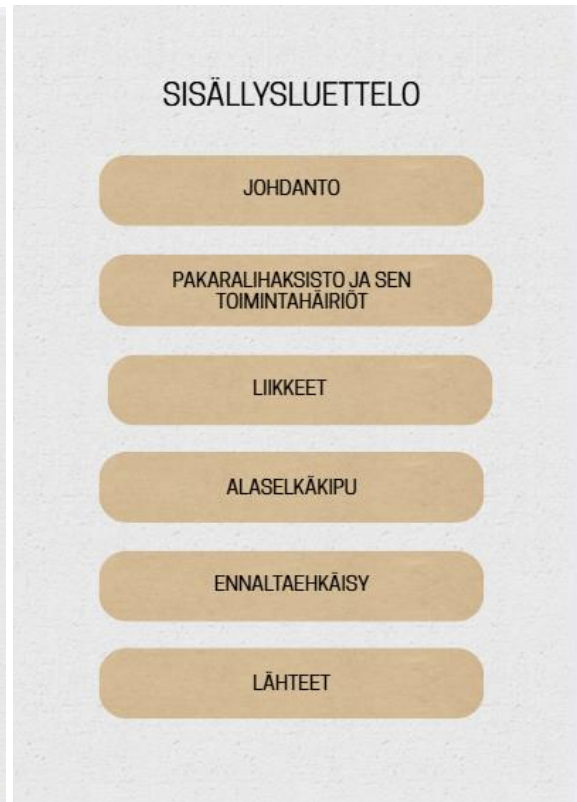 SISÄLLYSLUETTELO
JOHDANTO
PAKARALIHAKSISTO JA SEN
TOIMINTAHÄIRIÖT
LIIKKEET
ALASELKÄKIPU
ENNALTAEHKÄISY
LÄHTEET